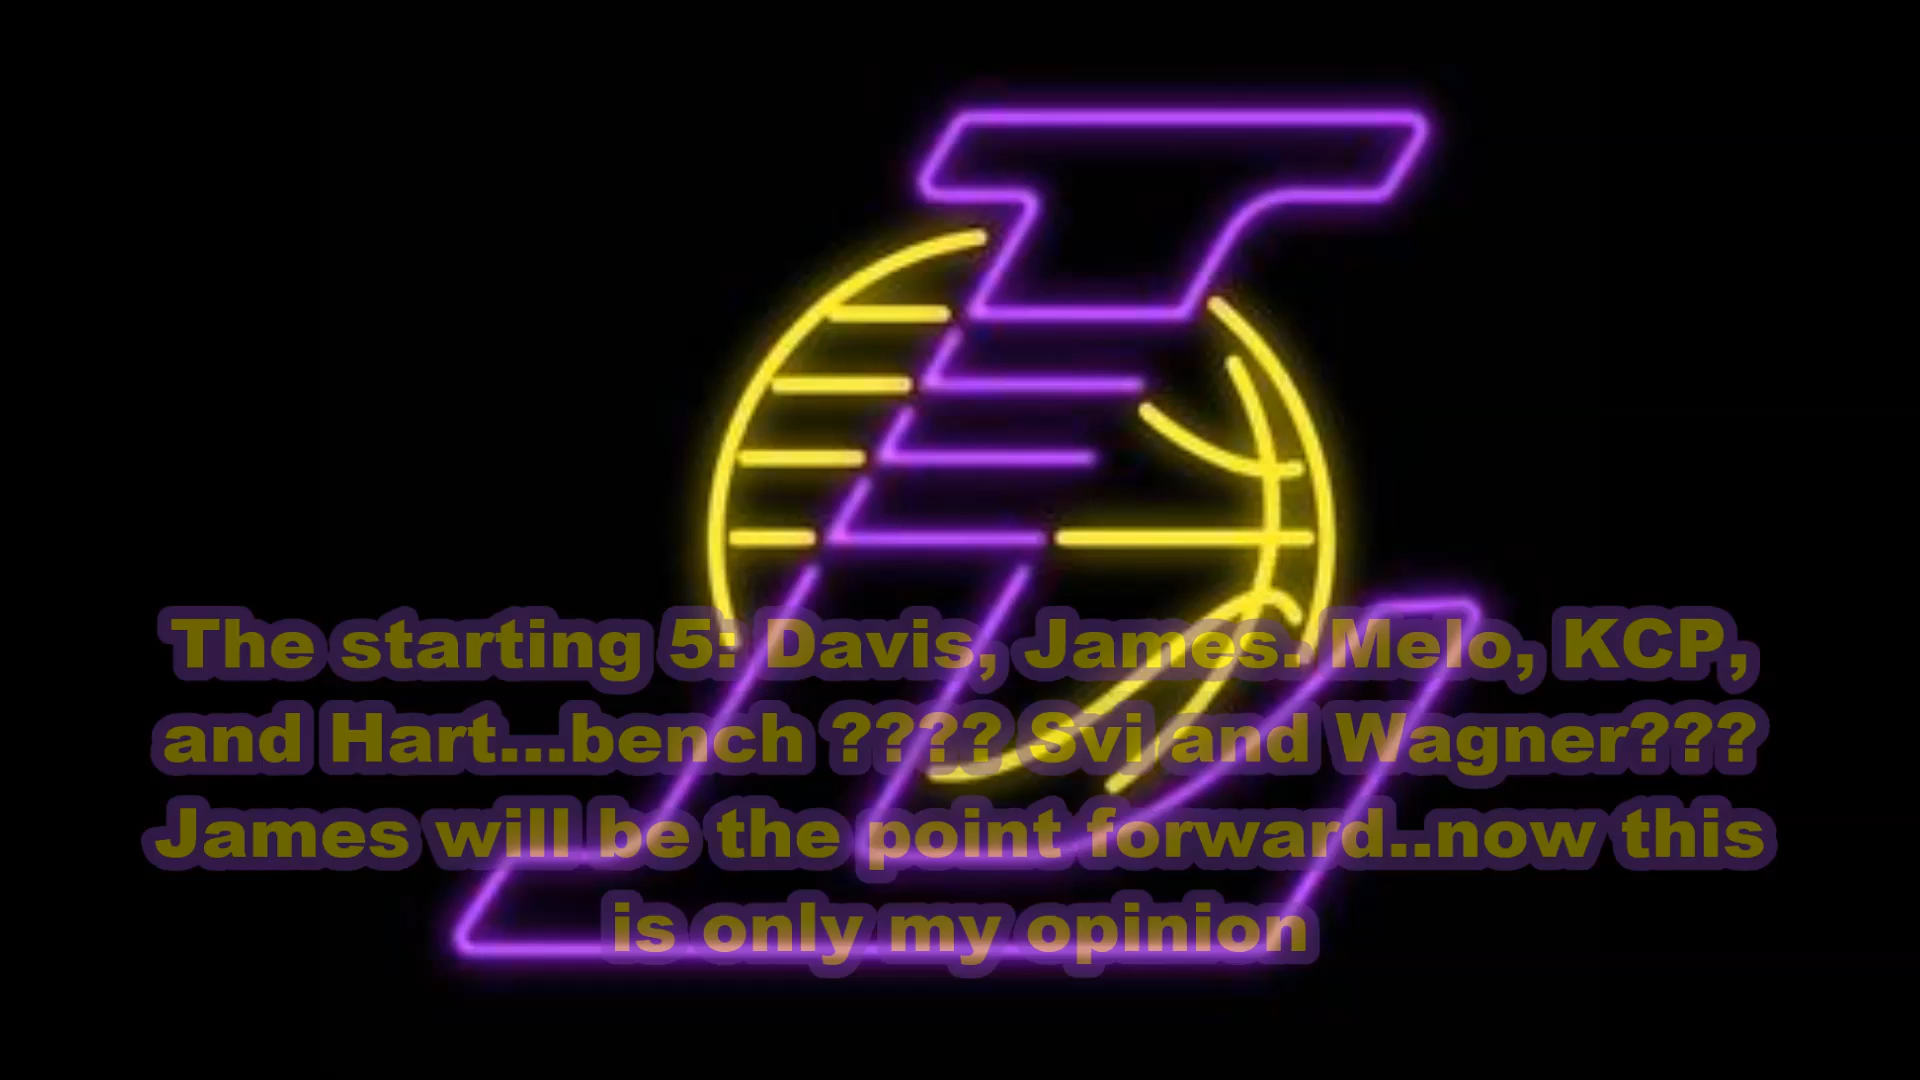 The starting 5: Davis, James. Melo, KCP,
and Hart...bench ???? Svi and Wagner???
James will be the point forward..now this
is only my opinion